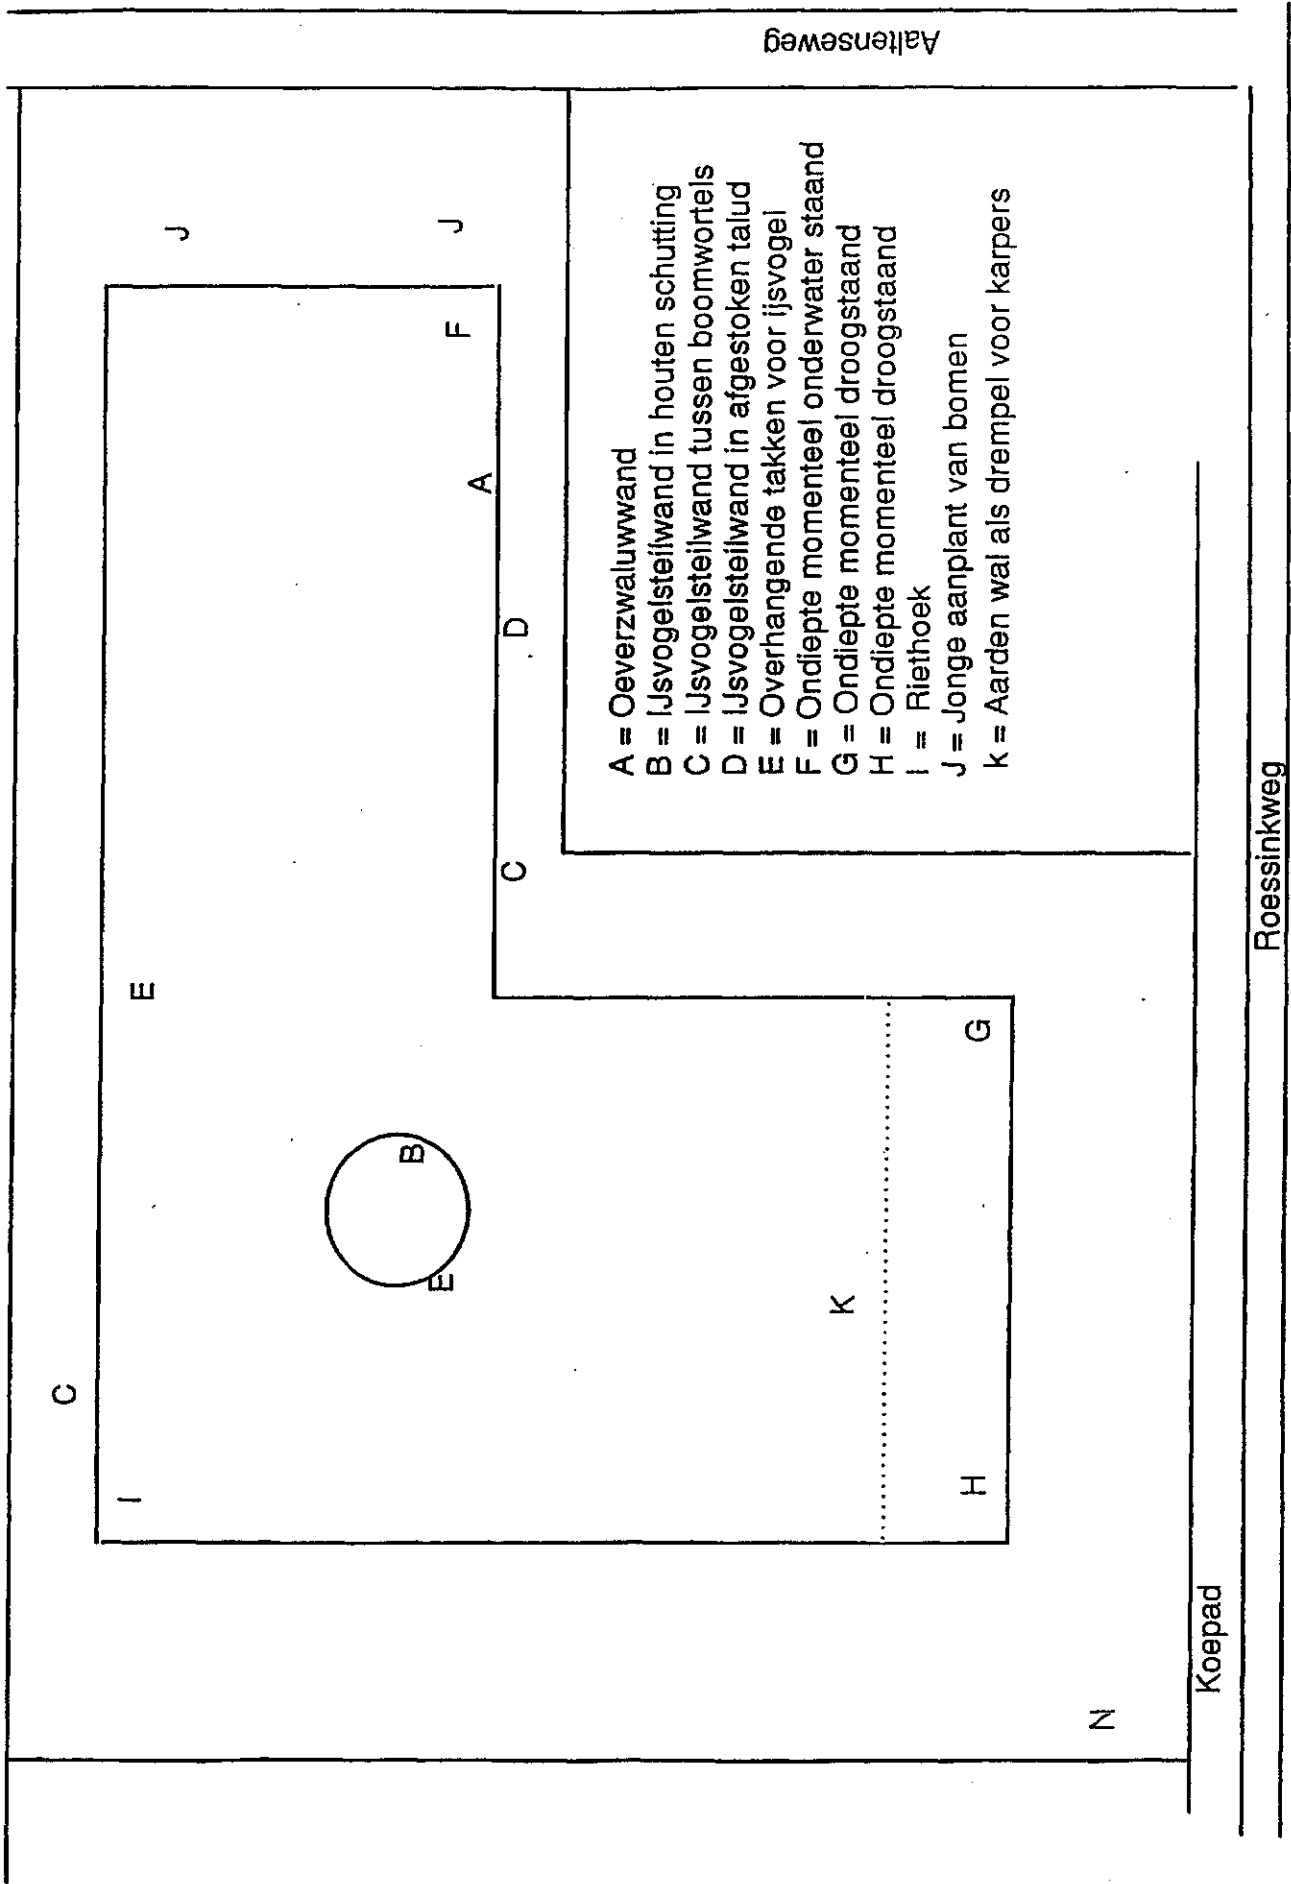 Aaltenseweg
J
J
F
A
D
C
E
B
E
C
I
K
G
H
A = Oeverzwaluwwand
B = IJsvogelsteilwand in houten schutting
C = IJsvogelsteilwand tussen boomwortels
D = IJsvogelsteilwand in afgestoken talud
E = Overhangende takken voor ijsvogel
F = Ondiepte momenteel onderwater staand
G = Ondiepte momenteel droogstaand
H = Ondiepte momenteel droogstaand
I = Riethoek
J = Jonge aanplant van bomen
K = Aarden wal als drempel voor karpers
N
Koepad
Roessinkweg